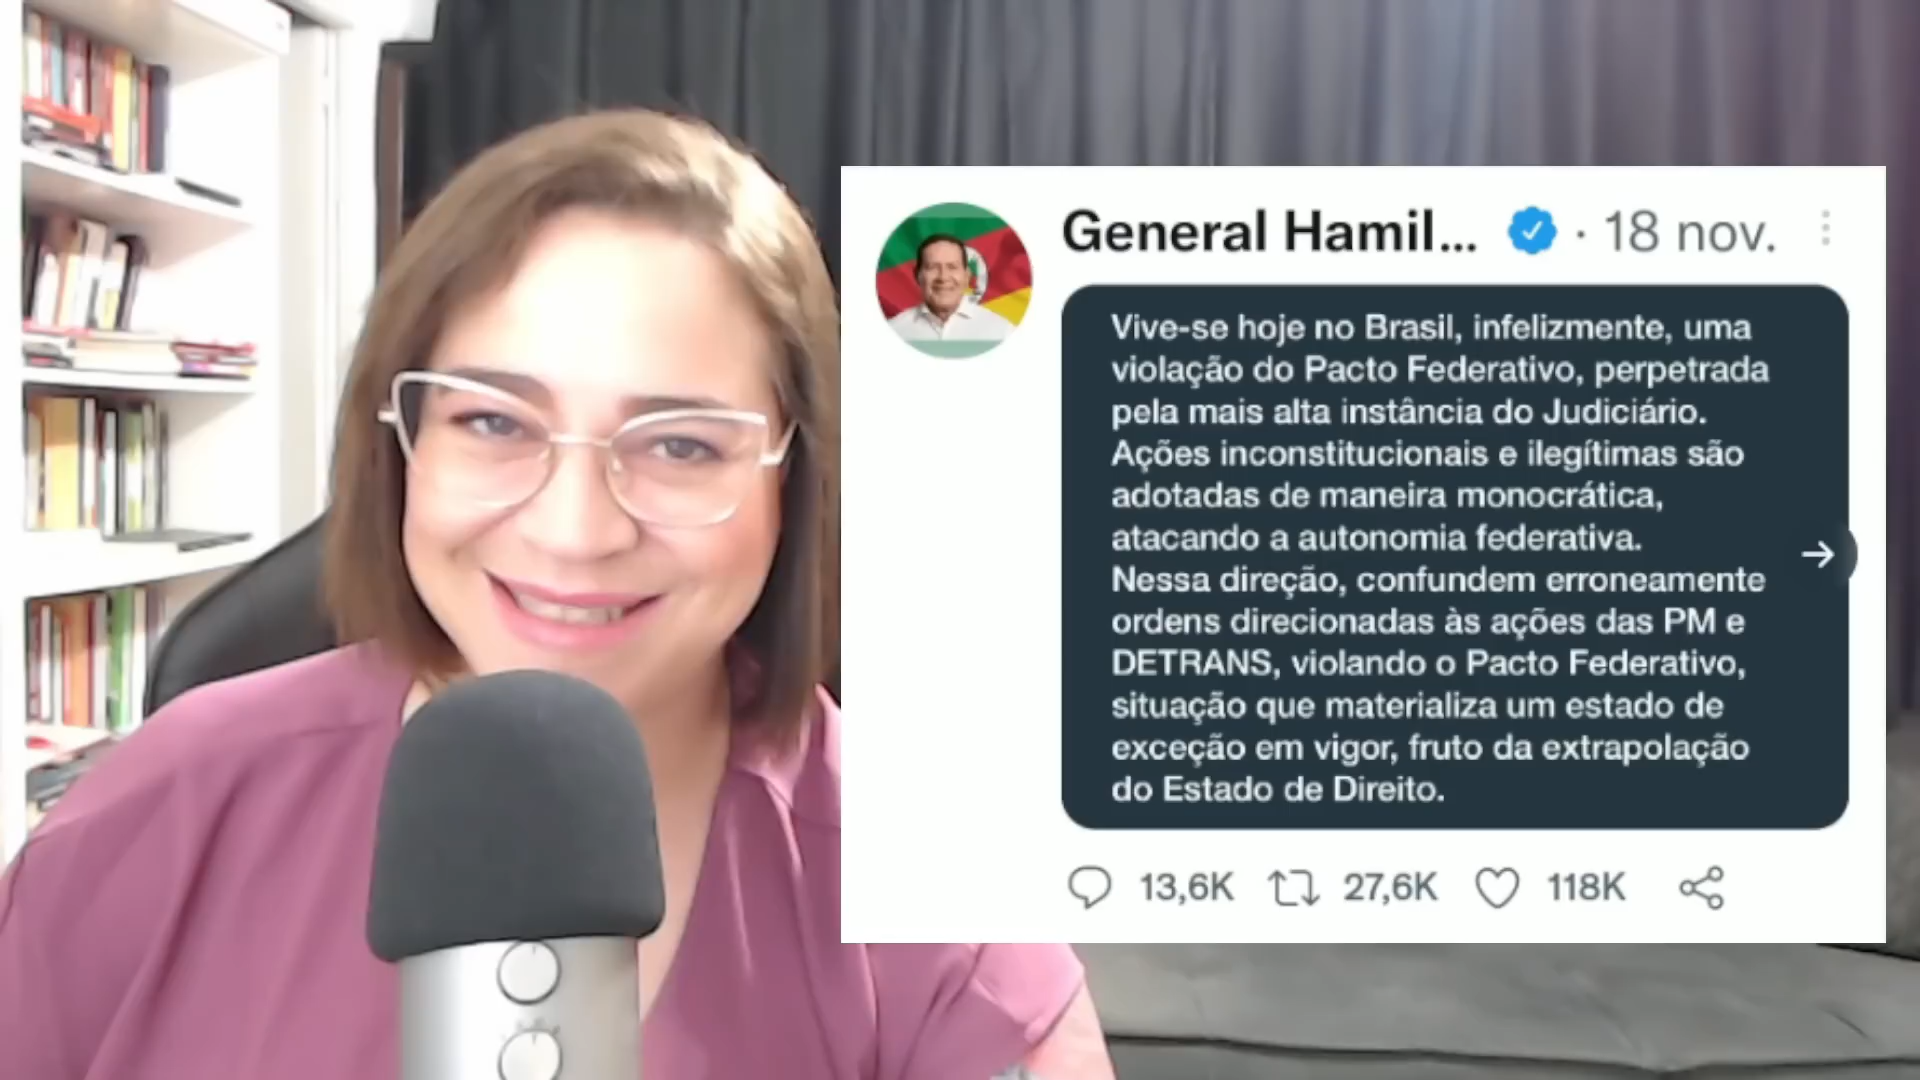 General Hamil... · 18 nov.
Vive-se hoje no Brasil, infelizmente, uma
violação do Pacto Federativo, perpetrada
pela mais alta instância do Judiciário.
Ações inconstitucionais e ilegítimas são
adotadas de maneira monocrática,
atacando a autonomia federativa.
Nessa direção, confundem erroneamente
ordens direcionadas às ações das PM e
DETRANS, violando o Pacto Federativo,
situação que materializa um estado de
exceção em vigor, fruto da extrapolação
do Estado de Direito.
13,6K 27,6K 118K